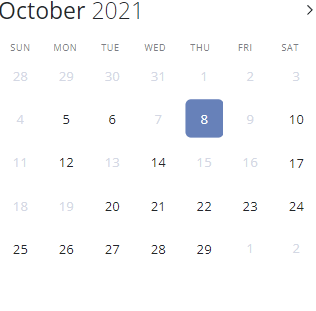 October 2021
SUN MON TUE WED THU FRI SAT
28 29 30 31 1 2 3
4 5 6 7 8 9 10
11 12 13 14 15 16 17
18 19 20 21 22 23 24
25 26 27 28 29 1 2